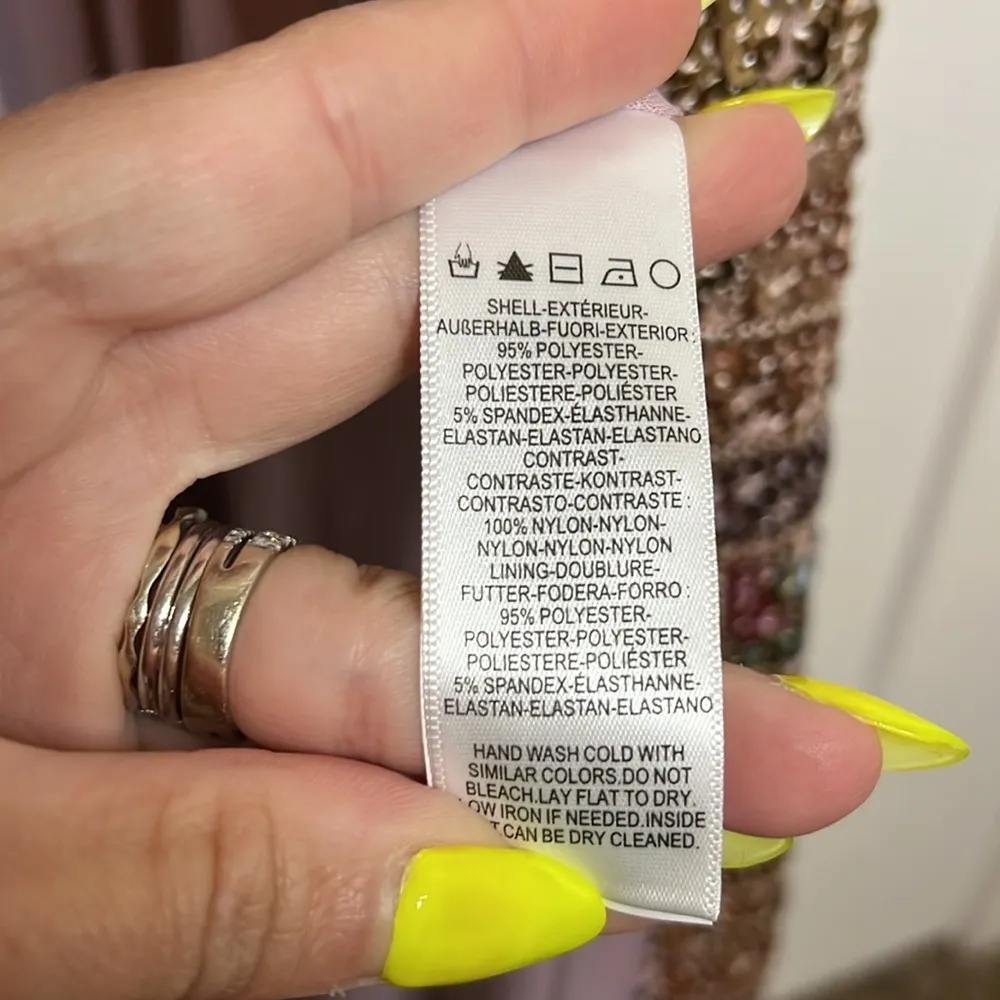 SHELL-EXTÉRIEUR-
AUßERHALB-FUORI-EXTERIOR :
95% POLYESTER-
POLYESTER-POLYESTER-
POLIESTERE-POLIÉSTER
5% SPANDEX-ÉLASTHANNE-
ELASTAN-ELASTAN-ELASTANO
CONTRAST-
CONTRASTE-KONTRAST-
CONTRASTO-CONTRASTE :
100% NYLON-NYLON-
NYLON-NYLON-NYLON
LINING-DOUBLURE-
FUTTER-FODERA-FORRO :
95% POLYESTER-
POLYESTER-POLYESTER-
POLIESTERE-POLIÉSTER
5% SPANDEX-ÉLASTHANNE-
ELASTAN-ELASTAN-ELASTANO
HAND WASH COLD WITH
SIMILAR COLORS.DO NOT
BLEACH.LAY FLAT TO DRY.
OW IRON IF NEEDED.INSIDE
T.CAN BE DRY CLEANED.